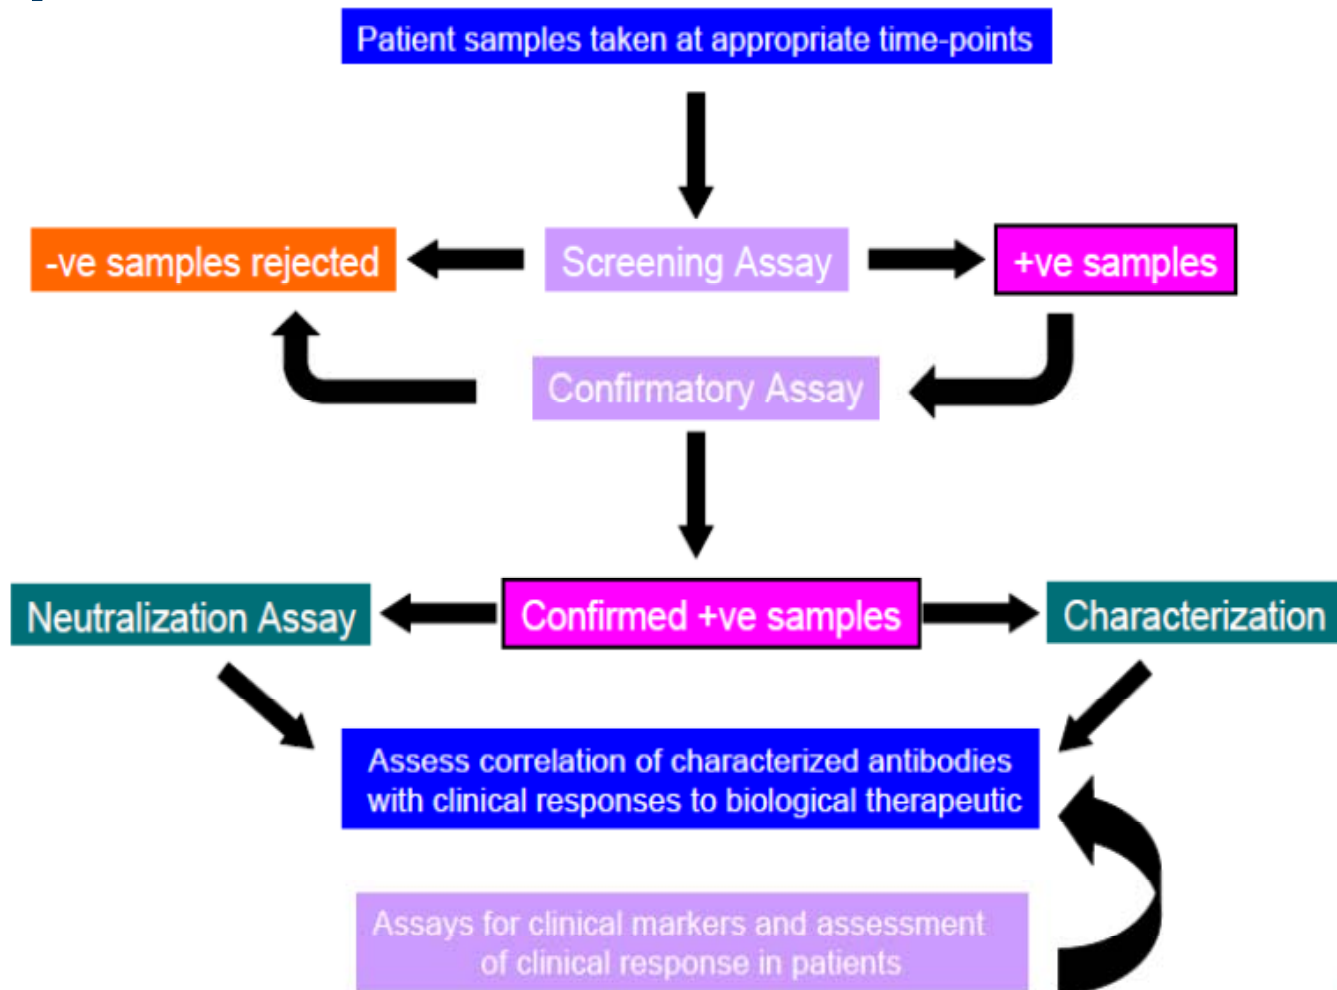 Patient samples taken at appropriate time-points
-ve samples rejected
Screening Assay
+ve samples
Confirmatory Assay
Neutralization Assay
Confirmed +ve samples
Characterization
Assess correlation of characterized antibodies
with clinical responses to biological therapeutic
Assays for clinical markers and assessment
of clinical response in patients